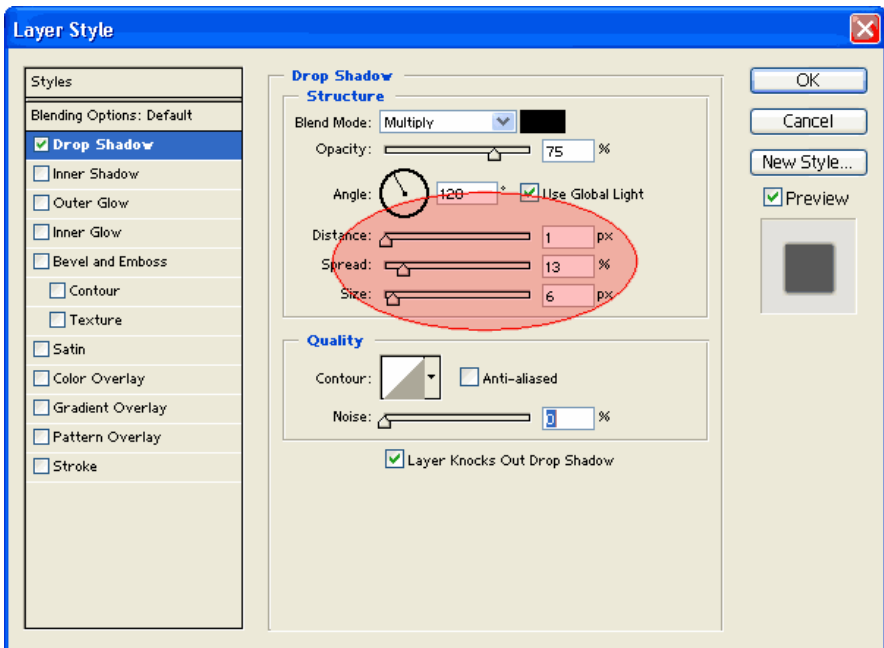 Layer Style
Styles
Blending Options: Default
Drop Shadow
Inner Shadow
Outer Glow
Inner Glow
Bevel and Emboss
Contour
Texture
Satin
Color Overlay
Gradient Overlay
Pattern Overlay
Stroke
Drop Shadow
Structure
Blend Mode: Multiply
Opacity: 75 %
Angle: 120 ° Use Global Light
Distance: 1 px
Spread: 13 %
Size: 6 px
Quality
Contour: Anti-aliased
Noise: 0 %
Layer Knocks Out Drop Shadow
OK
Cancel
New Style...
Preview